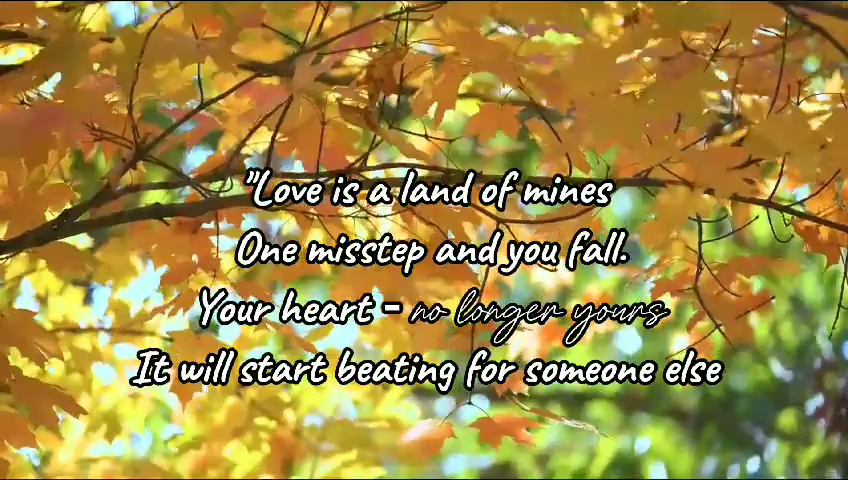 "Love is a land of mines
One misstep and you fall.
Your heart - no longer yours
It will start beating for someone else